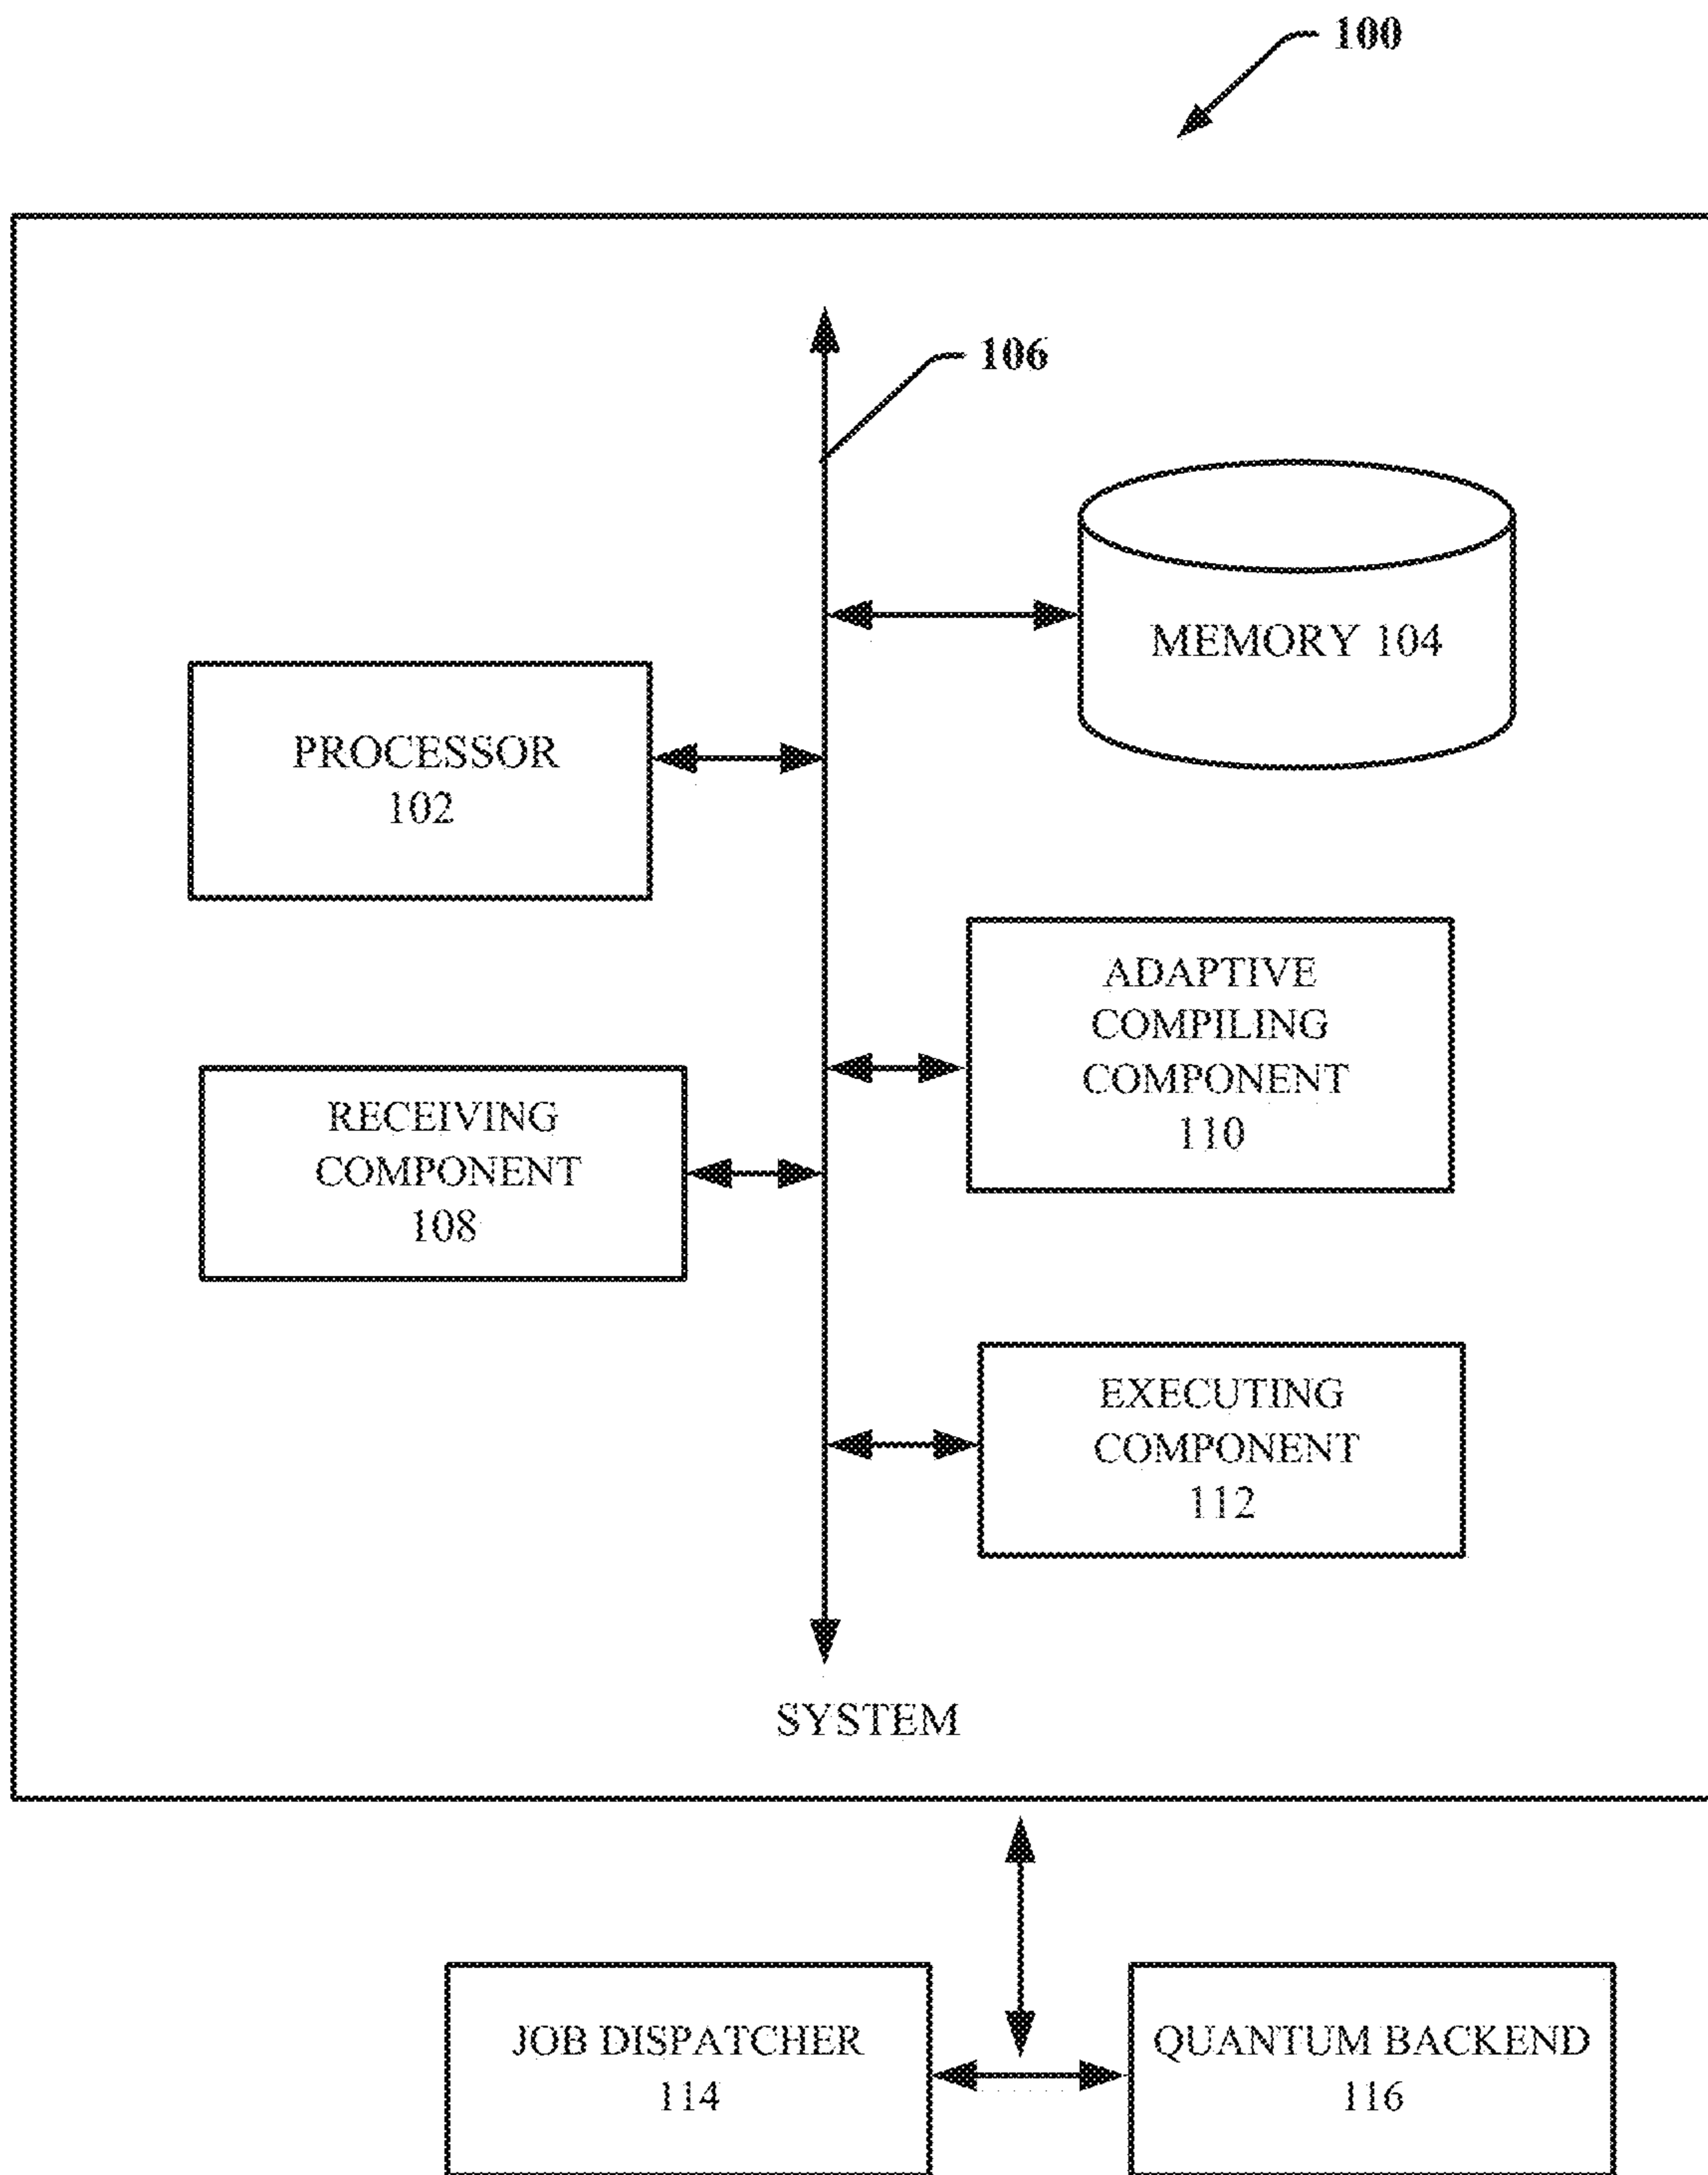 100
106
MEMORY 104
PROCESSOR
102
ADAPTIVE
COMPILING
COMPONENT
110
RECEIVING
COMPONENT
108
EXECUTING
COMPONENT
112
SYSTEM
JOB DISPATCHER
114
QUANTUM BACKEND
116